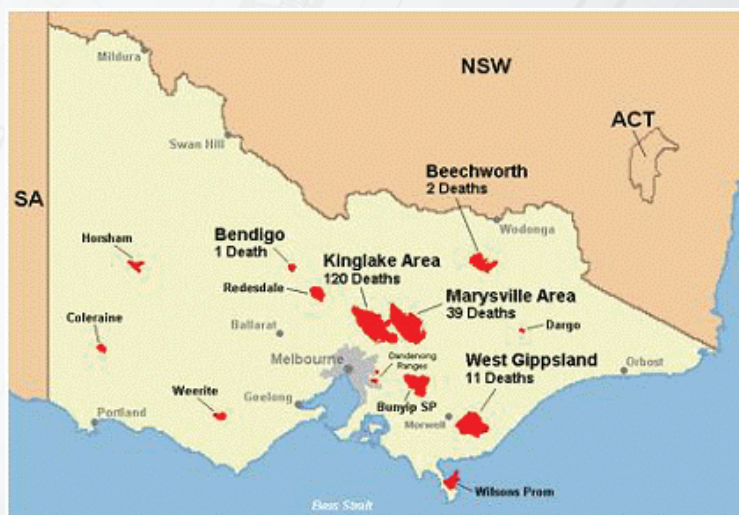 Mildura
NSW
ACT
Swan Hill
SA
Beechworth
2 Deaths
Wodonga
Horsham
Bendigo
1 Death
Kinglake Area
120 Deaths
Redesdale
Marysville Area
39 Deaths
Coleraine
Ballarat
Dargo
Melbourne
Dandenong
Ranges
West Gippsland
11 Deaths
Orbost
Weerite
Geelong
Bunyip SP
Portland
Morwell
Wilsons Prom
Bass Strait